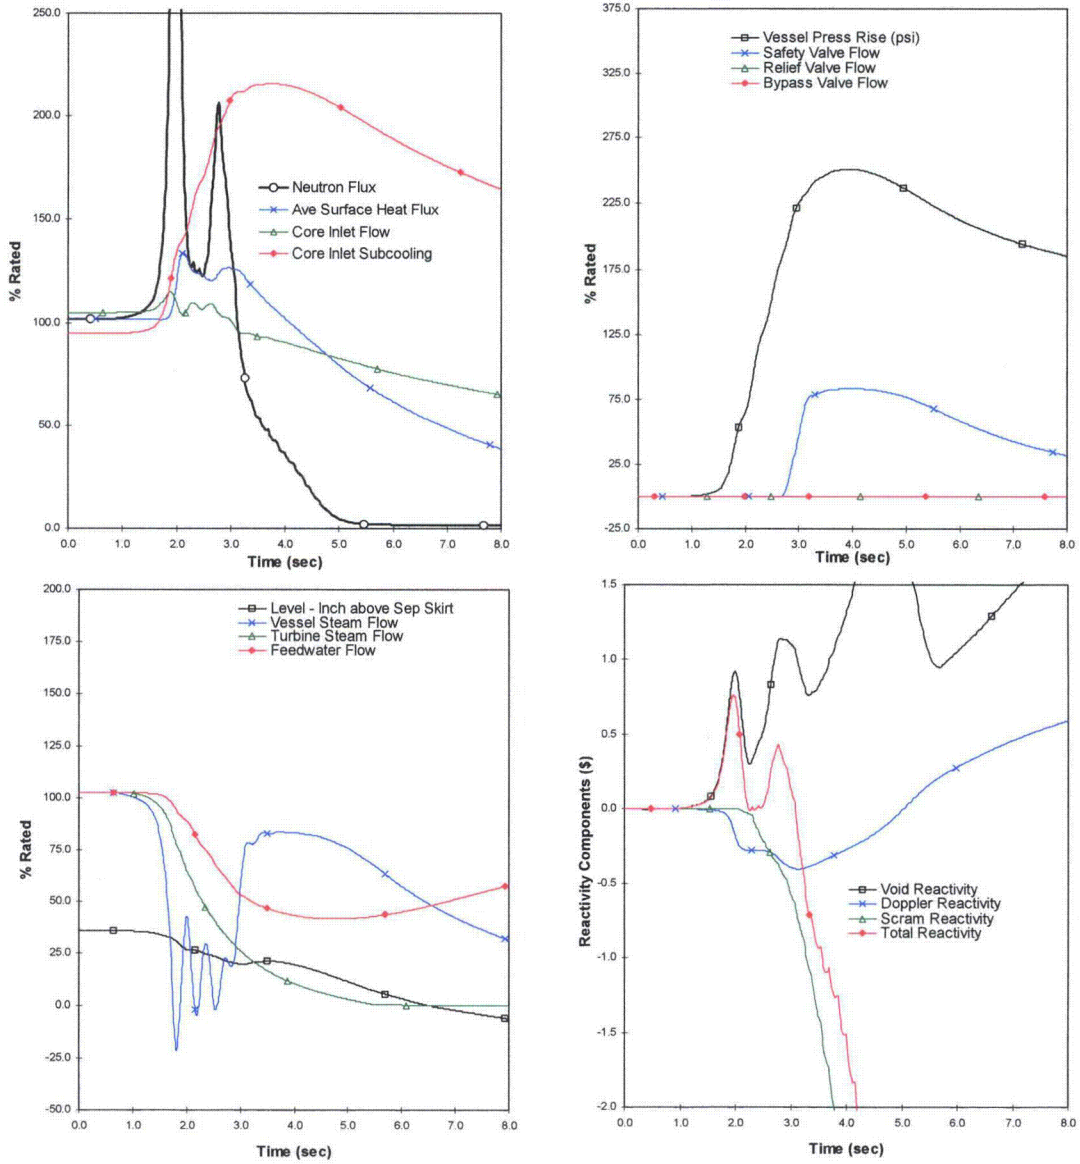 250.0
200.0
150.0
100.0
50.0
0.0
% Rated
Neutron Flux
Ave Surface Heat Flux
Core Inlet Flow
Core Inlet Subcooling
0.0 1.0 2.0 3.0 4.0 5.0 6.0 7.0 8.0
Time (sec)
375.0
325.0
275.0
225.0
175.0
125.0
75.0
25.0
-25.0
% Rated
Vessel Press Rise (psi)
Safety Valve Flow
Relief Valve Flow
Bypass Valve Flow
0.0 1.0 2.0 3.0 4.0 5.0 6.0 7.0 8.0
Time (sec)
200.0
175.0
150.0
125.0
100.0
75.0
50.0
25.0
0.0
-25.0
-50.0
% Rated
Level - Inch above Sep Skirt
Vessel Steam Flow
Turbine Steam Flow
Feedwater Flow
0.0 1.0 2.0 3.0 4.0 5.0 6.0 7.0 8.0
Time (sec)
1.5
1.0
0.5
0.0
-0.5
-1.0
-1.5
-2.0
Reactivity Components ($)
Void Reactivity
Doppler Reactivity
Scram Reactivity
Total Reactivity
0.0 1.0 2.0 3.0 4.0 5.0 6.0 7.0 8.0
Time (sec)